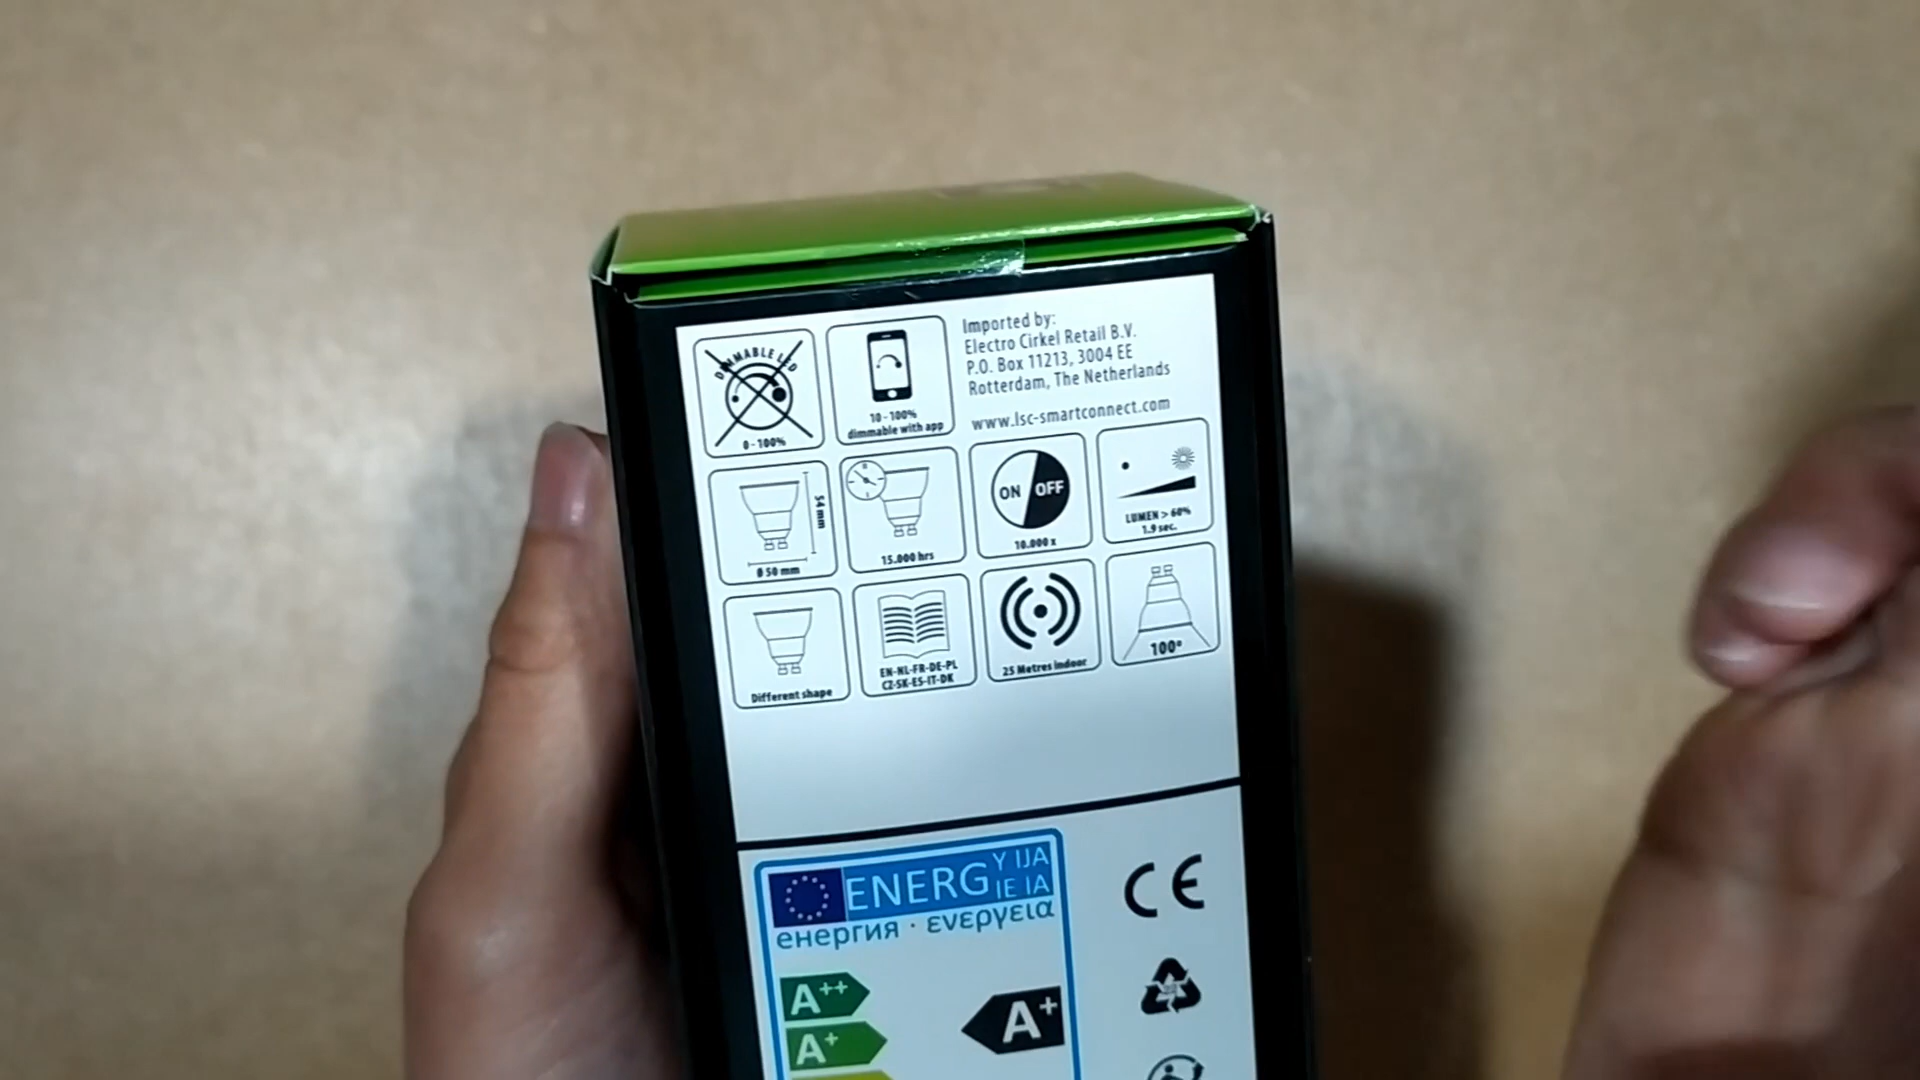 DIMMABLE LED
0-100%
10-100%
dimmable with app
Imported by:
Electro Cirkel Retail B.V.
P.O. Box 11213, 3004 EE
Rotterdam, The Netherlands
www.lsc-smartconnect.com
54 mm
Ø 50 mm
15.000 hrs
ON OFF
10.000 x
LUMEN > 60%
1.9 sec.
Different shape
EN-NL-FR-DE-PL
CZ-SK-ES-IT-DK
25 Metres indoor
100°
ENERG Y IJA
IE IA
енергия · ενεργεια
CE
A++
A+
A+